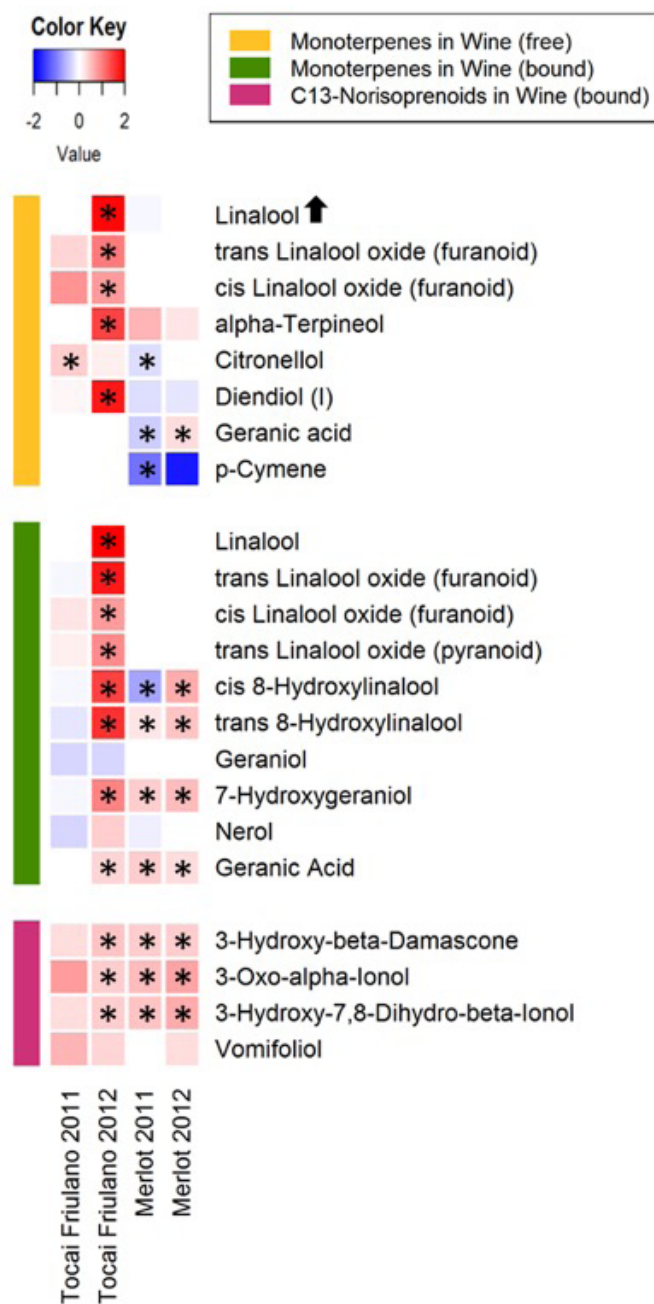 Color Key
-2 0 2
Value
Monoterpenes in Wine (free)
Monoterpenes in Wine (bound)
C13-Norisoprenoids in Wine (bound)
* Linalool
* trans Linalool oxide (furanoid)
* cis Linalool oxide (furanoid)
* alpha-Terpineol
* * Citronellol
* Diendiol (I)
* * Geranic acid
* p-Cymene
* Linalool
* trans Linalool oxide (furanoid)
* cis Linalool oxide (furanoid)
* trans Linalool oxide (pyranoid)
* * * cis 8-Hydroxylinalool
* * * trans 8-Hydroxylinalool
Geraniol
* * * 7-Hydroxygeraniol
Nerol
* * * Geranic Acid
* * * 3-Hydroxy-beta-Damascone
* * * 3-Oxo-alpha-Ionol
* * * 3-Hydroxy-7,8-Dihydro-beta-Ionol
Vomifoliol
Tocai Friulano 2011
Tocai Friulano 2012
Merlot 2011
Merlot 2012